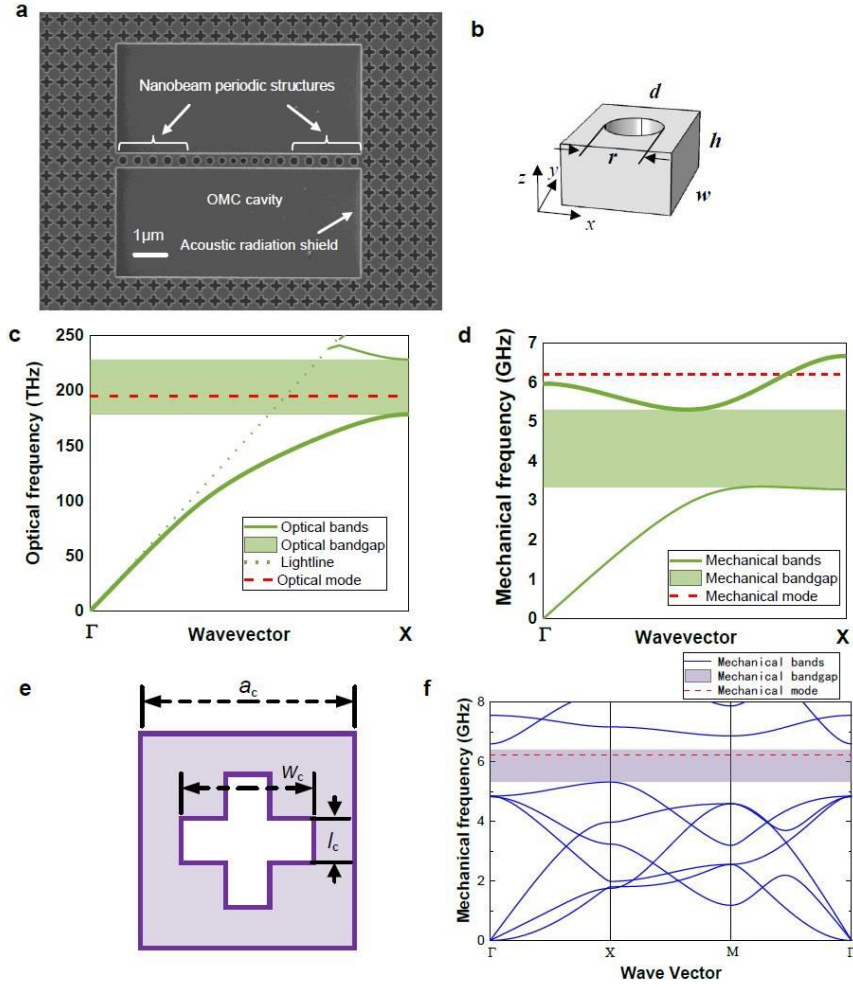 a
Nanobeam periodic structures
OMC cavity
1μm
Acoustic radiation shield
b
d
h
r
w
z
y
x
c
250
200
150
100
50
0
Optical frequency (THz)
Optical bands
Optical bandgap
Lightline
Optical mode
Γ
Wavevector
X
d
7
6
5
4
3
2
1
0
Mechanical frequency (GHz)
Mechanical bands
Mechanical bandgap
Mechanical mode
Γ
Wavevector
X
e
ac
wc
lc
f
Mechanical bands
Mechanical bandgap
Mechanical mode
8
6
4
2
0
Mechanical frequency (GHz)
Γ
X
M
Γ
Wave Vector